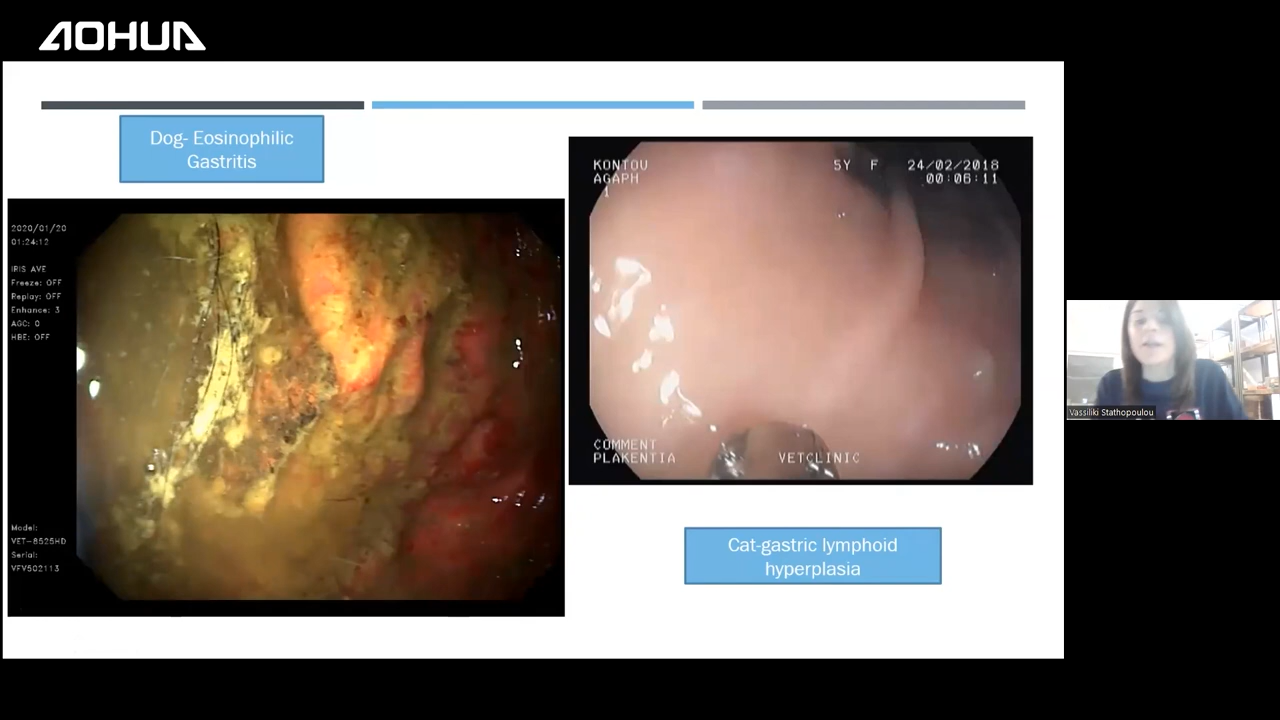 AOHUA
Dog- Eosinophilic
Gastritis
2020/01/20
01:24:12
IRIS AVE
Freeze: OFF
Replay: OFF
Enhance: 3
AGC: 0
HBE: OFF
Model:
VET-8525HD
Serial:
VFV502113
KONTOU 5Y F 24/02/2018
AGAPH 00:06:11
1
COMMENT
PLAKENTIA VETCLINIC
Cat-gastric lymphoid
hyperplasia
Vassiliki Stathopoulou